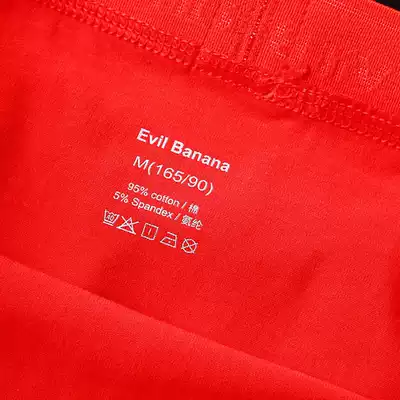 Evil Banana
M(165/90)
95% cotton / 棉
5% Spandex / 氨纶